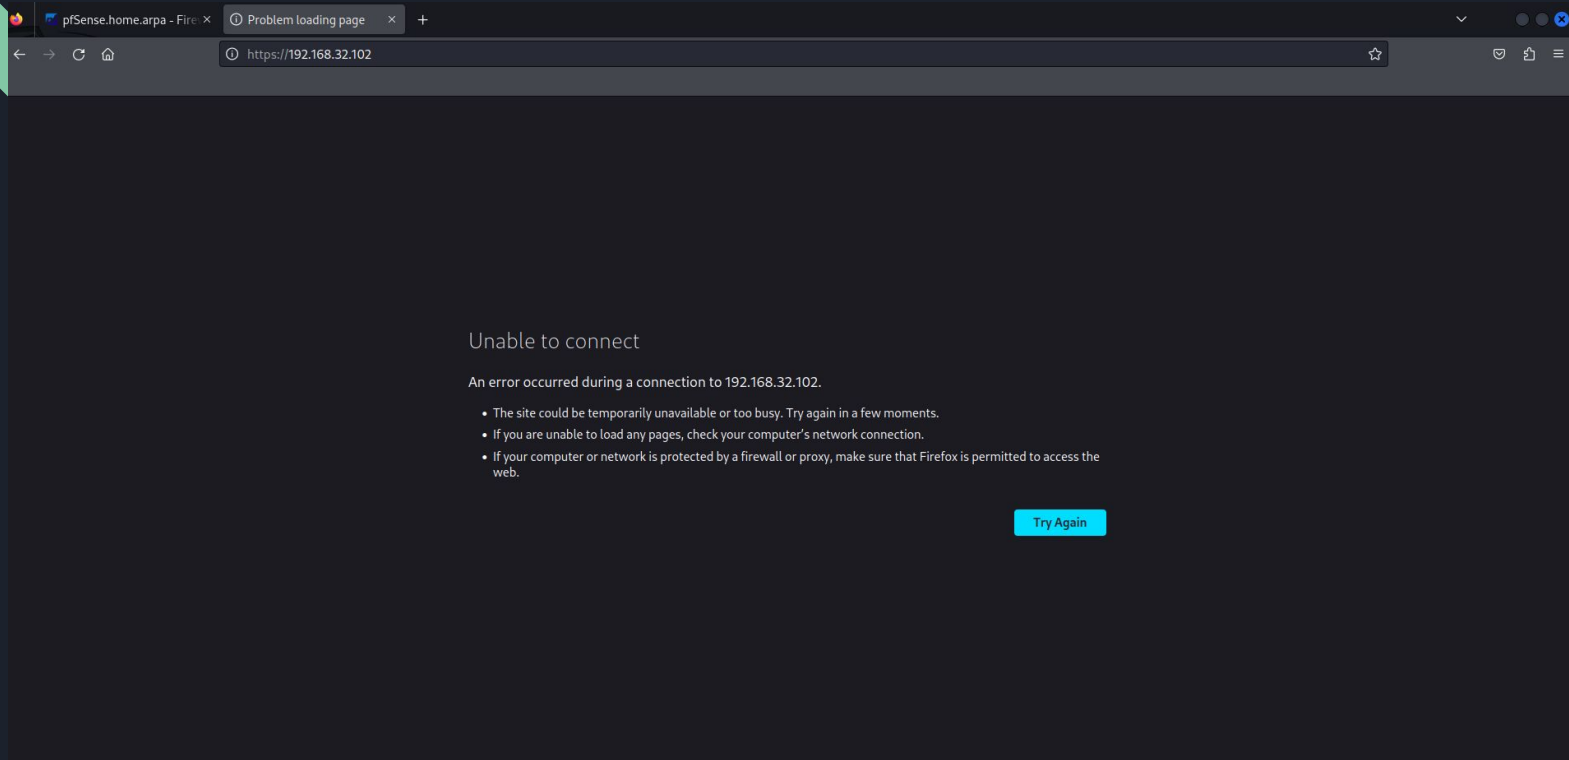 pfSense.home.arpa - Fire
Problem loading page
https://192.168.32.102
Unable to connect
An error occurred during a connection to 192.168.32.102.
• The site could be temporarily unavailable or too busy. Try again in a few moments.
• If you are unable to load any pages, check your computer's network connection.
• If your computer or network is protected by a firewall or proxy, make sure that Firefox is permitted to access the
web.
Try Again